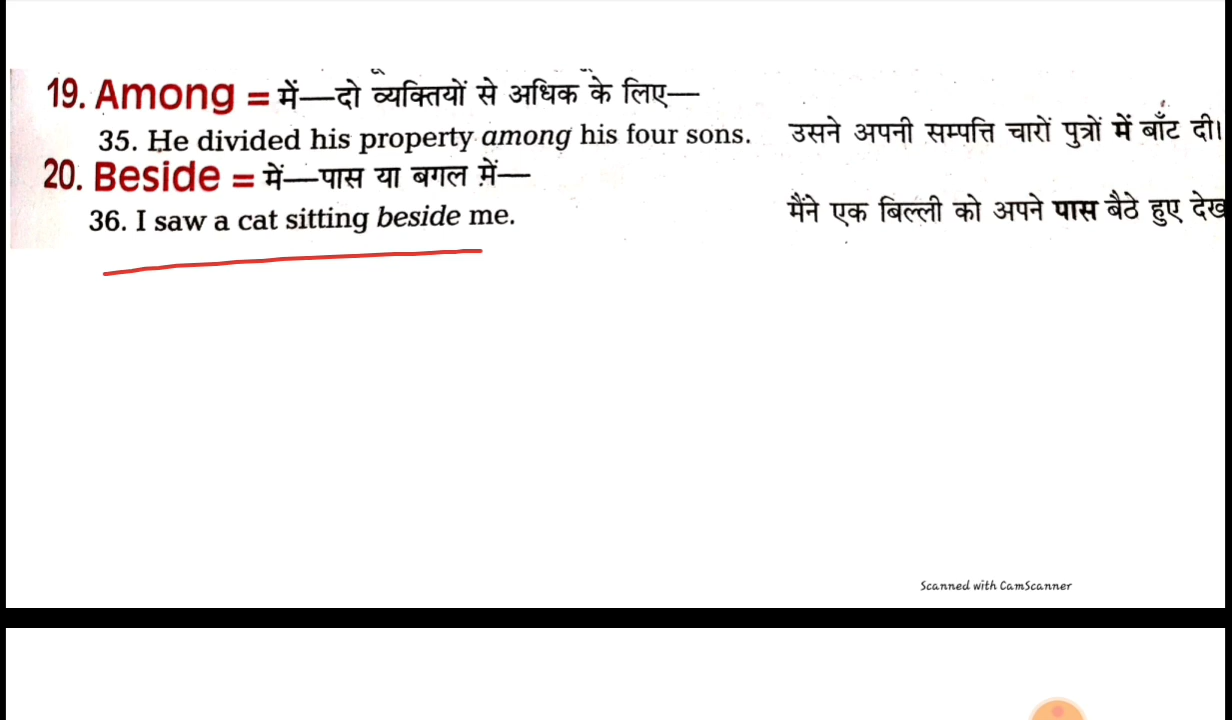 19. Among = में—दो व्यक्तियों से अधिक के लिए—
35. He divided his property among his four sons. उसने अपनी सम्पत्ति चारों पुत्रों में बाँट दी।
20. Beside = में—पास या बगल में—
36. I saw a cat sitting beside me. मैंने एक बिल्ली को अपने पास बैठे हुए
Scanned with CamScanner